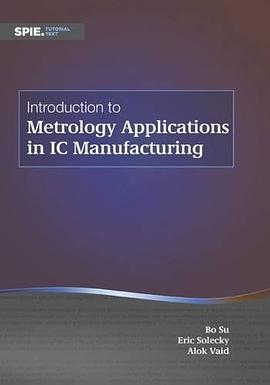 SPIE. TUTORIAL
TEXT
Introduction to
Metrology Applications
in IC Manufacturing
Bo Su
Eric Solecky
Alok Vaid